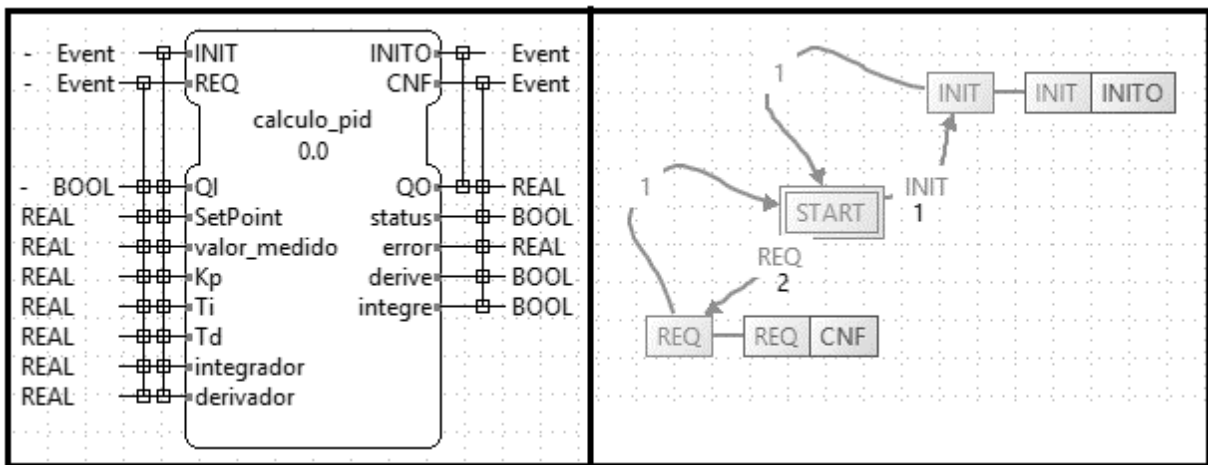 - Event INIT INITO Event
- Event REQ CNF Event
calculo_pid
0.0
- BOOL QI QO REAL
REAL SetPoint status BOOL
REAL valor_medido error REAL
REAL Kp derive BOOL
REAL Ti integre BOOL
REAL Td
REAL integrador
REAL derivador
1
INIT INIT INITO
1
INIT
START
1
REQ
2
REQ REQ CNF